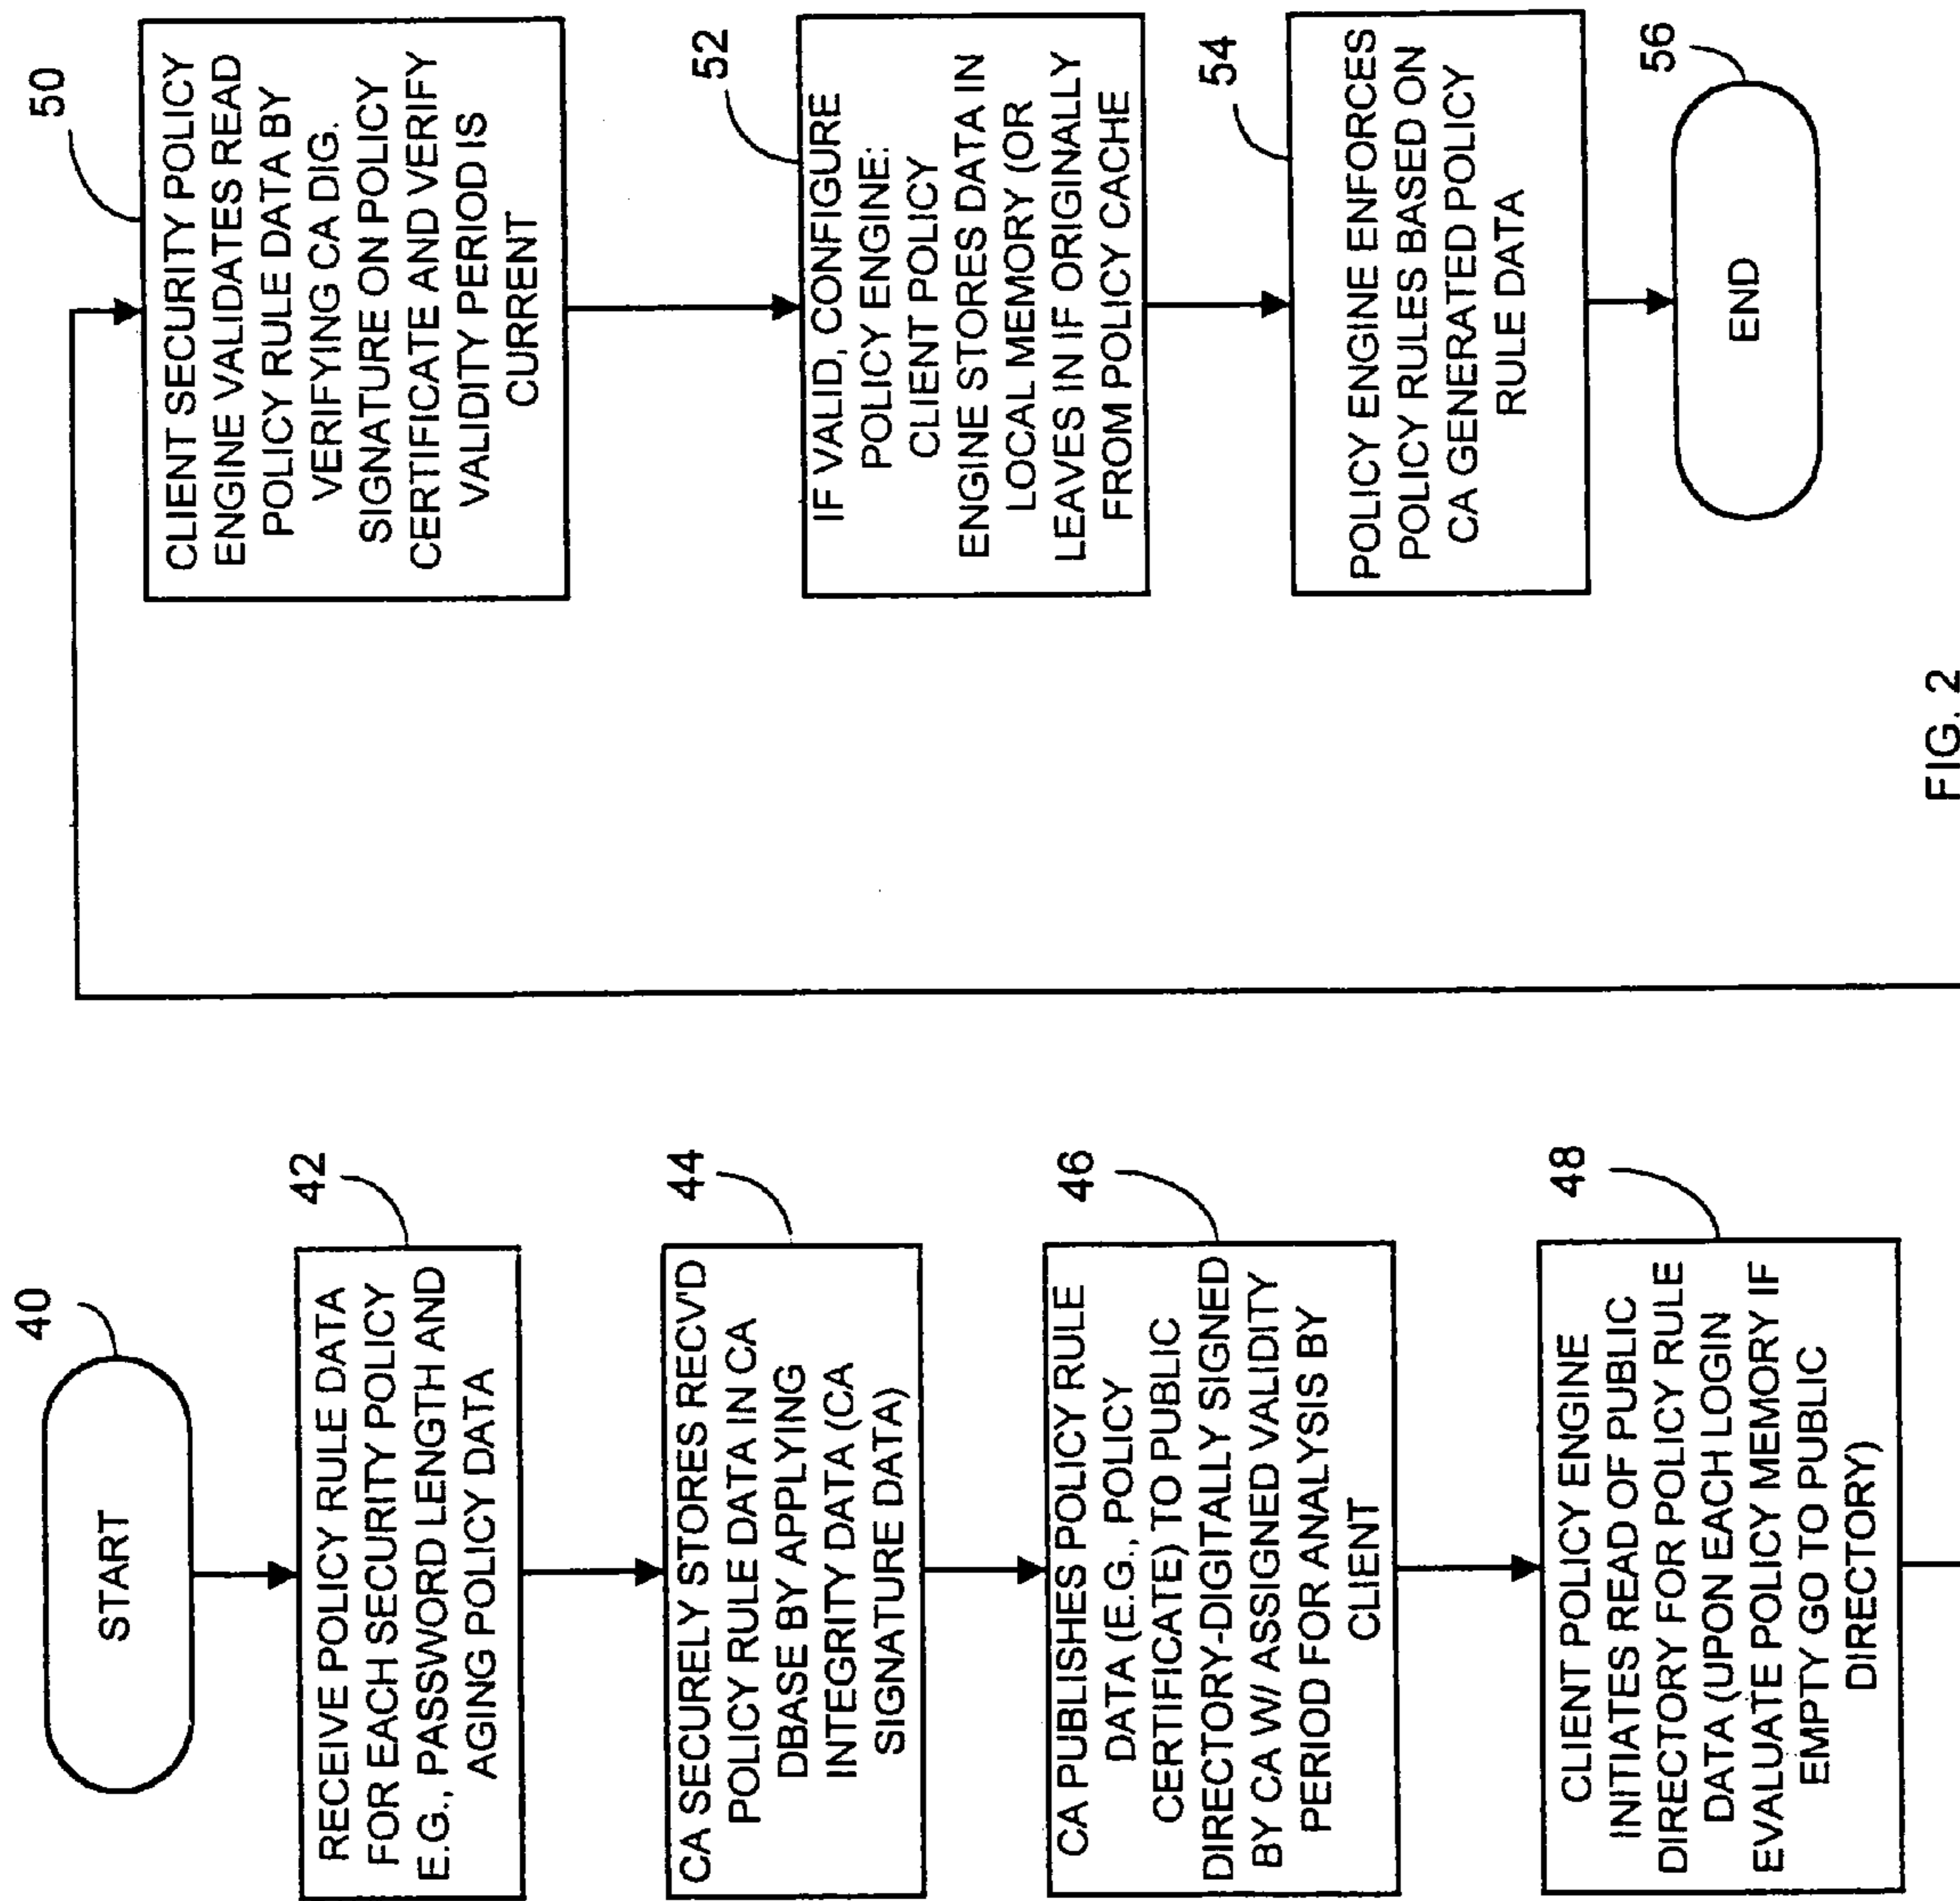 40
START
42
RECEIVE POLICY RULE DATA
FOR EACH SECURITY POLICY
E.G., PASSWORD LENGTH AND
AGING POLICY DATA
44
CA SECURELY STORES RECV'D
POLICY RULE DATA IN CA
DBASE BY APPLYING
INTEGRITY DATA (CA
SIGNATURE DATA)
46
CA PUBLISHES POLICY RULE
DATA (E.G., POLICY
CERTIFICATE) TO PUBLIC
DIRECTORY-DIGITALLY SIGNED
BY CA W/ ASSIGNED VALIDITY
PERIOD FOR ANALYSIS BY
CLIENT
48
CLIENT POLICY ENGINE
INITIATES READ OF PUBLIC
DIRECTORY FOR POLICY RULE
DATA (UPON EACH LOGIN
EVALUATE POLICY MEMORY IF
EMPTY GO TO PUBLIC
DIRECTORY)
50
CLIENT SECURITY POLICY
ENGINE VALIDATES READ
POLICY RULE DATA BY
VERIFYING CA DIG.
SIGNATURE ON POLICY
CERTIFICATE AND VERIFY
VALIDITY PERIOD IS
CURRENT
52
IF VALID, CONFIGURE
POLICY ENGINE:
CLIENT POLICY
ENGINE STORES DATA IN
LOCAL MEMORY (OR
LEAVES IN IF ORIGINALLY
FROM POLICY CACHE
54
POLICY ENGINE ENFORCES
POLICY RULES BASED ON
CA GENERATED POLICY
RULE DATA
56
END
FIG. 2